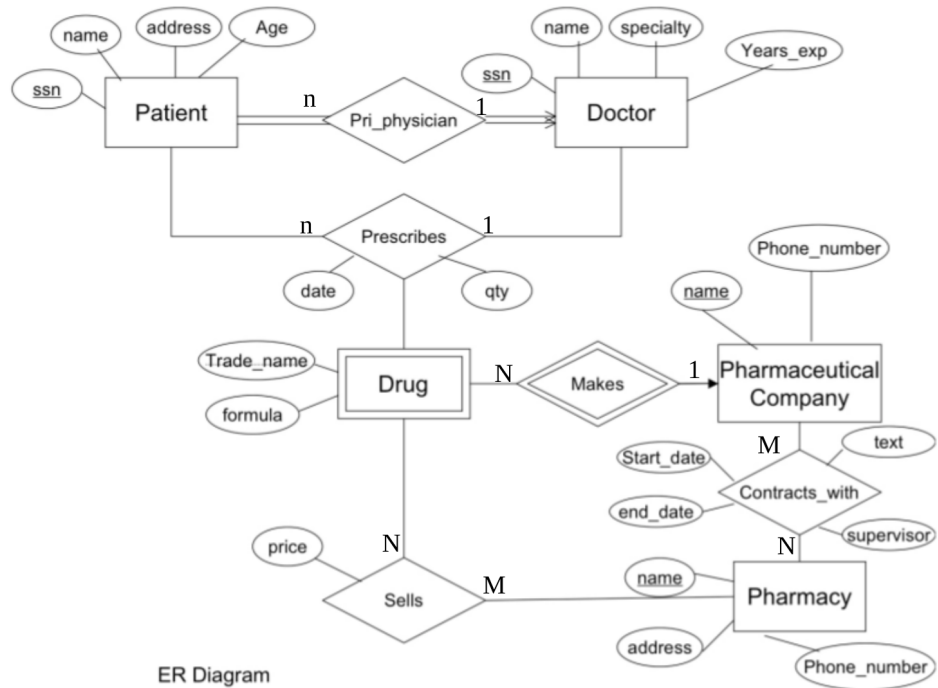 name
address
Age
name
specialty
Years_exp
ssn
ssn
Patient
n
Pri_physician
1
Doctor
n
Prescribes
1
date
qty
Phone_number
name
Trade_name
formula
Drug
N
Makes
1
Pharmaceutical
Company
M
text
Start_date
Contracts_with
end_date
supervisor
N
N
price
Sells
M
name
Pharmacy
address
Phone_number
ER Diagram